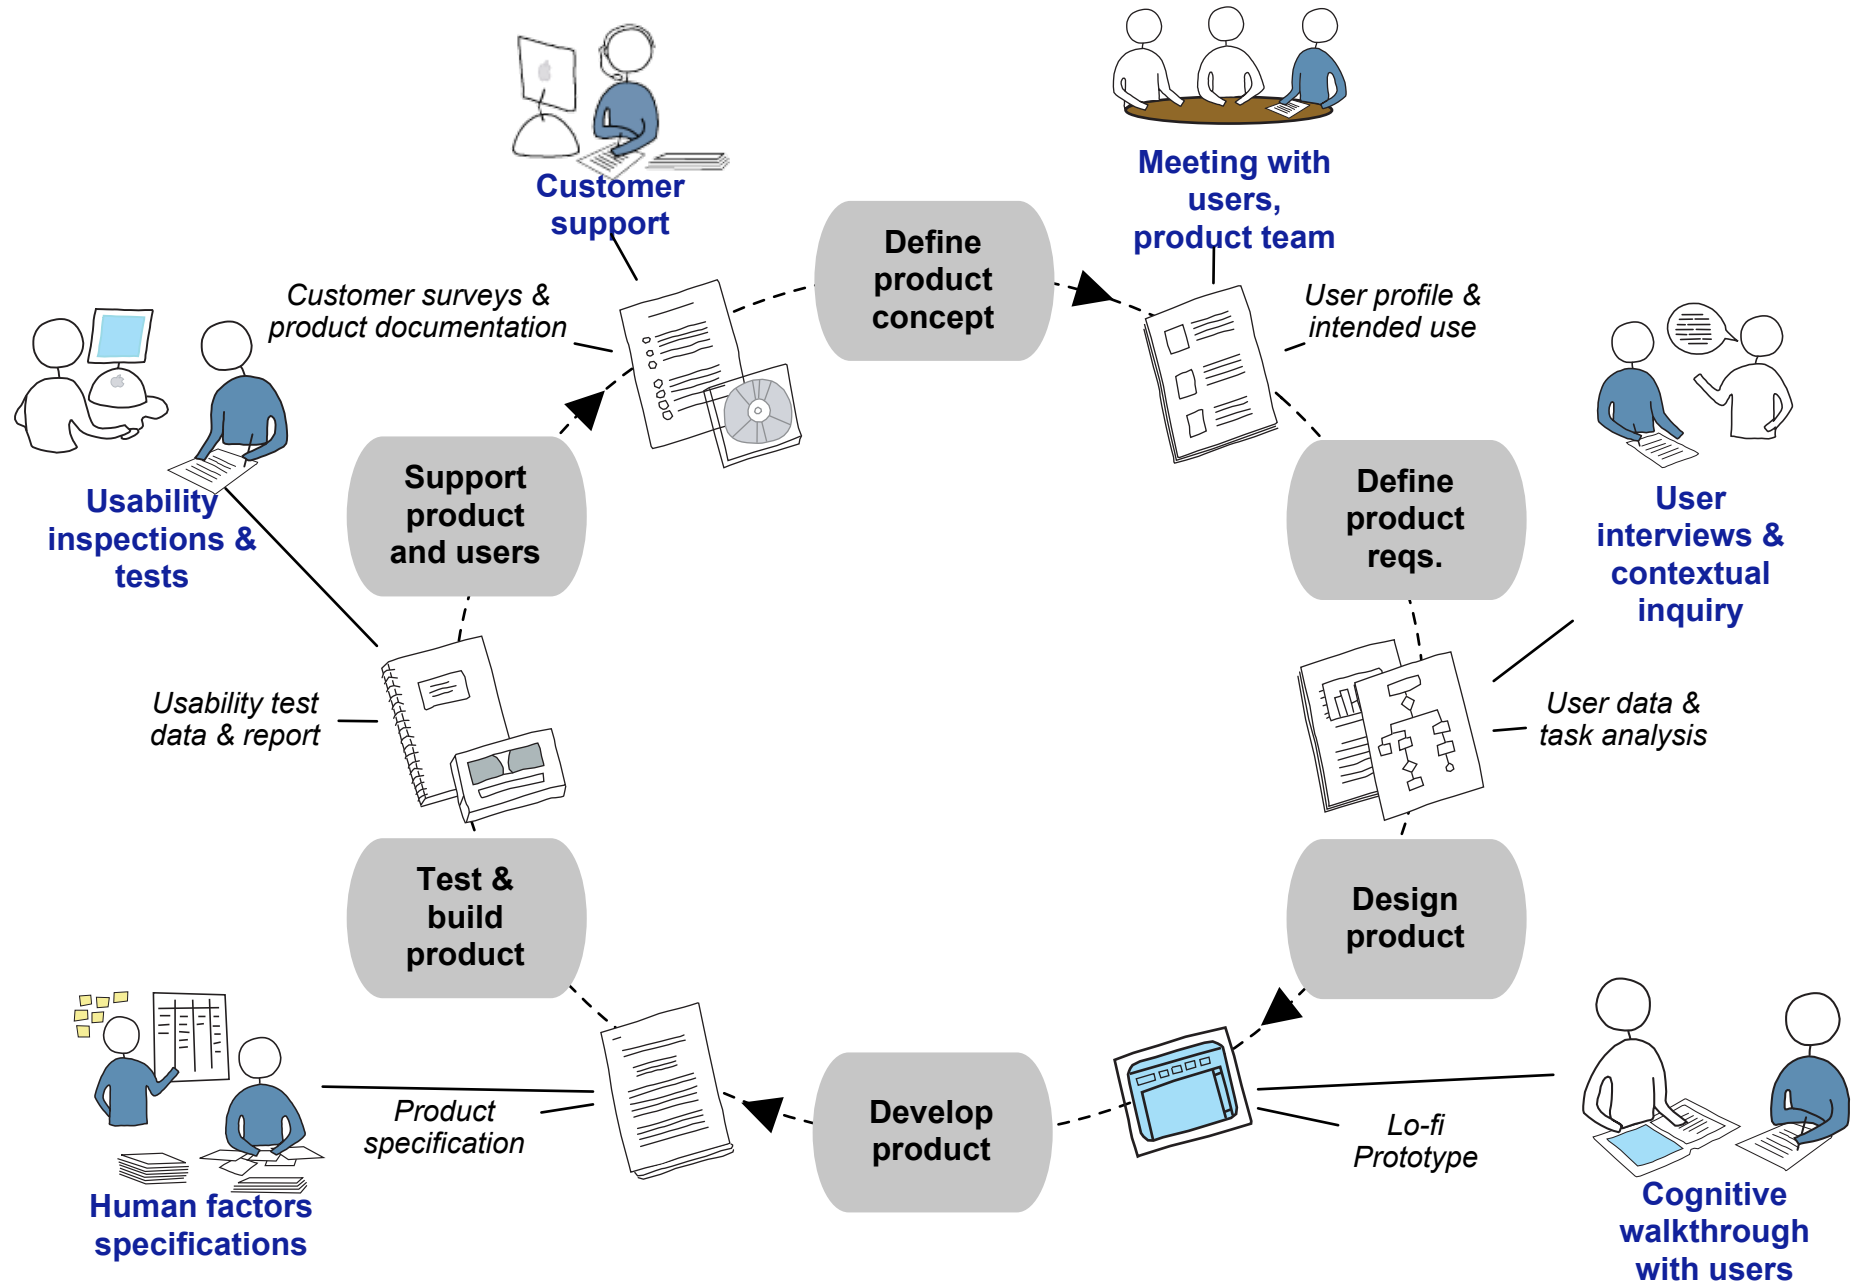 Customer
support
Meeting with
users,
product team
Define
product
concept
Customer surveys &
product documentation
User profile &
intended use
Support
product
and users
Define
product
reqs.
Usability
inspections &
tests
User
interviews &
contextual
inquiry
Usability test
data & report
User data &
task analysis
Test &
build
product
Design
product
Product
specification
Develop
product
Lo-fi
Prototype
Human factors
specifications
Cognitive
walkthrough
with users